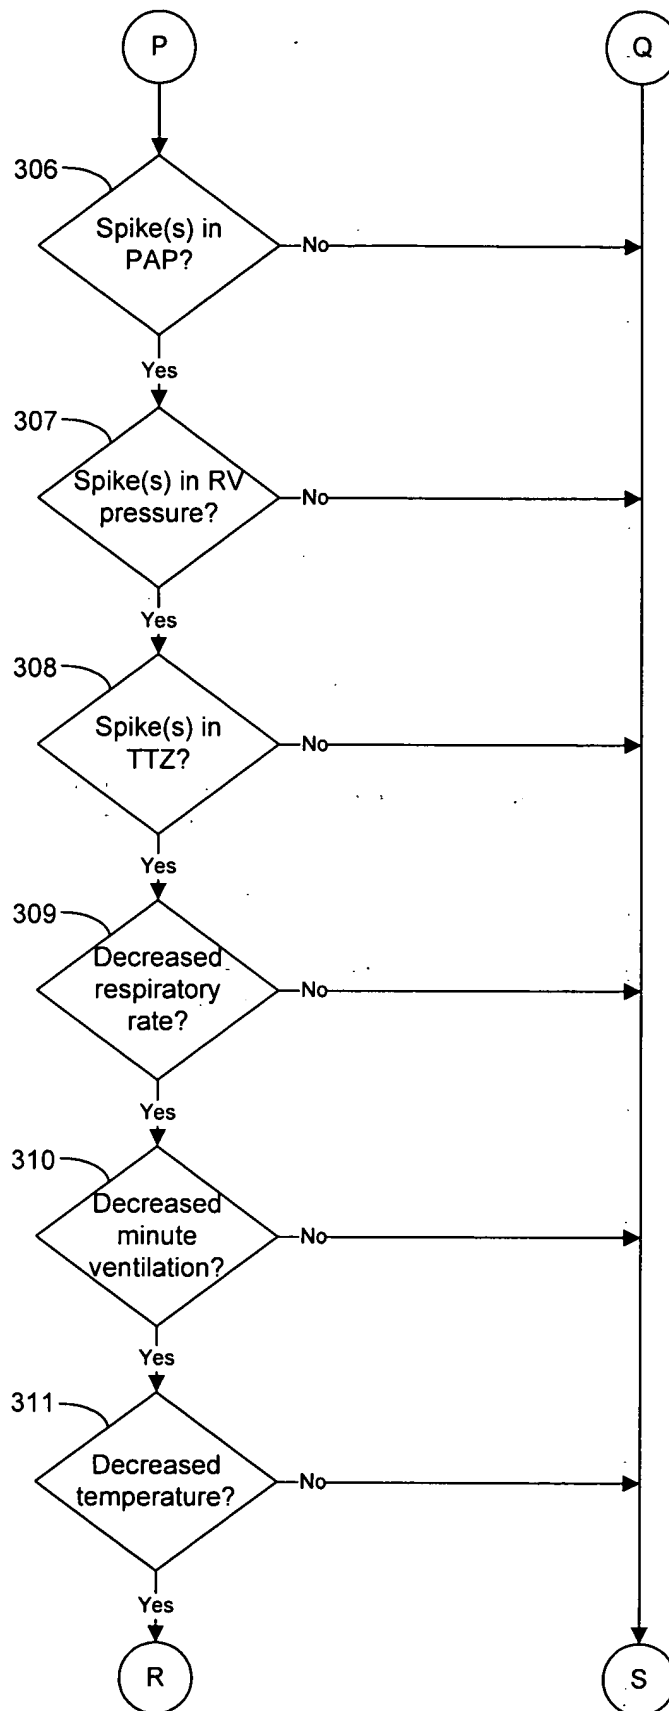 P
Q
306
Spike(s) in
PAP?
No
Yes
307
Spike(s) in RV
pressure?
No
Yes
308
Spike(s) in
TTZ?
No
Yes
309
Decreased
respiratory
rate?
No
Yes
310
Decreased
minute
ventilation?
No
Yes
311
Decreased
temperature?
No
Yes
R
S